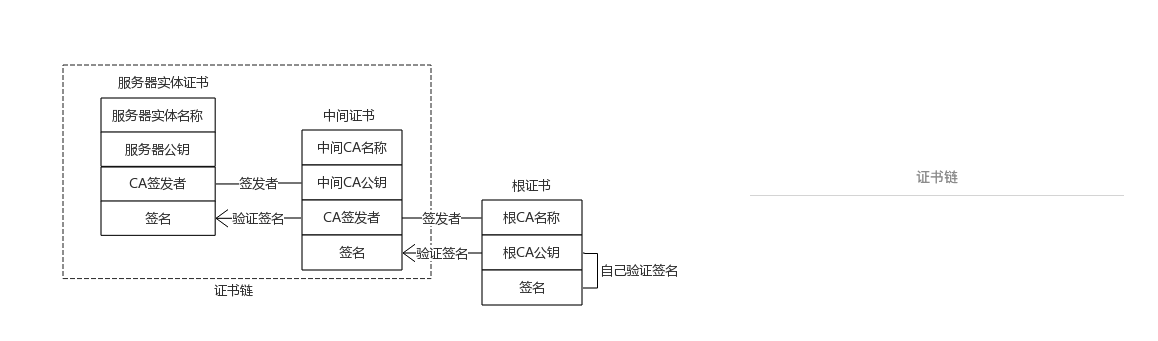 服务器实体证书
服务器实体名称
服务器公钥
CA签发者
签名
签发者
验证签名
中间证书
中间CA名称
中间CA公钥
CA签发者
签名
签发者
验证签名
根证书
根CA名称
根CA公钥
签名
自己验证签名
证书链
证书链